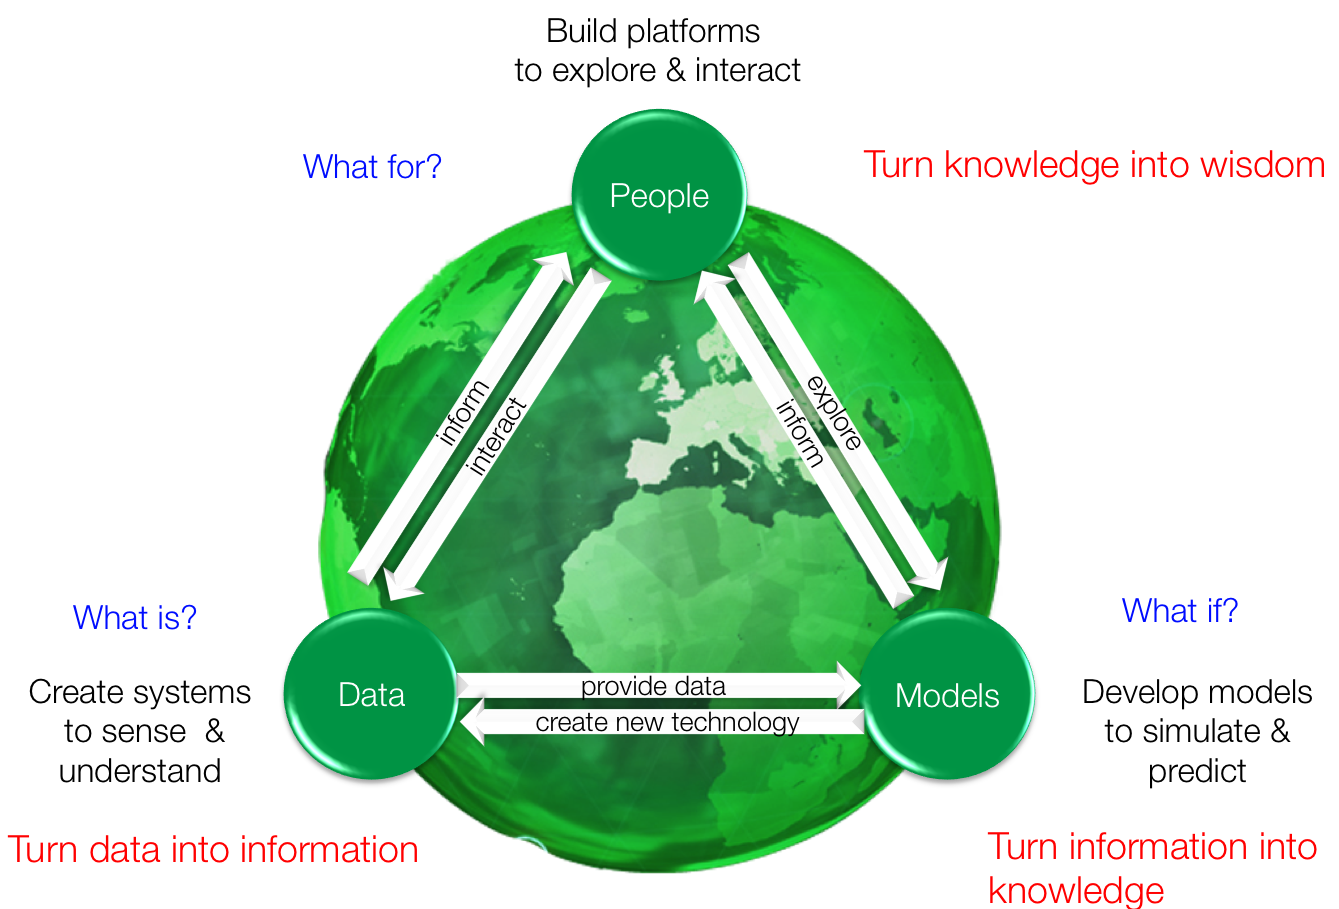 Build platforms
to explore & interact
What for?
Turn knowledge into wisdom
People
inform
interact
explore
inform
What is?
What if?
Create systems
to sense & 
understand
Data
provide data
create new technology
Models
Develop models
to simulate &
predict
Turn data into information
Turn information into
knowledge